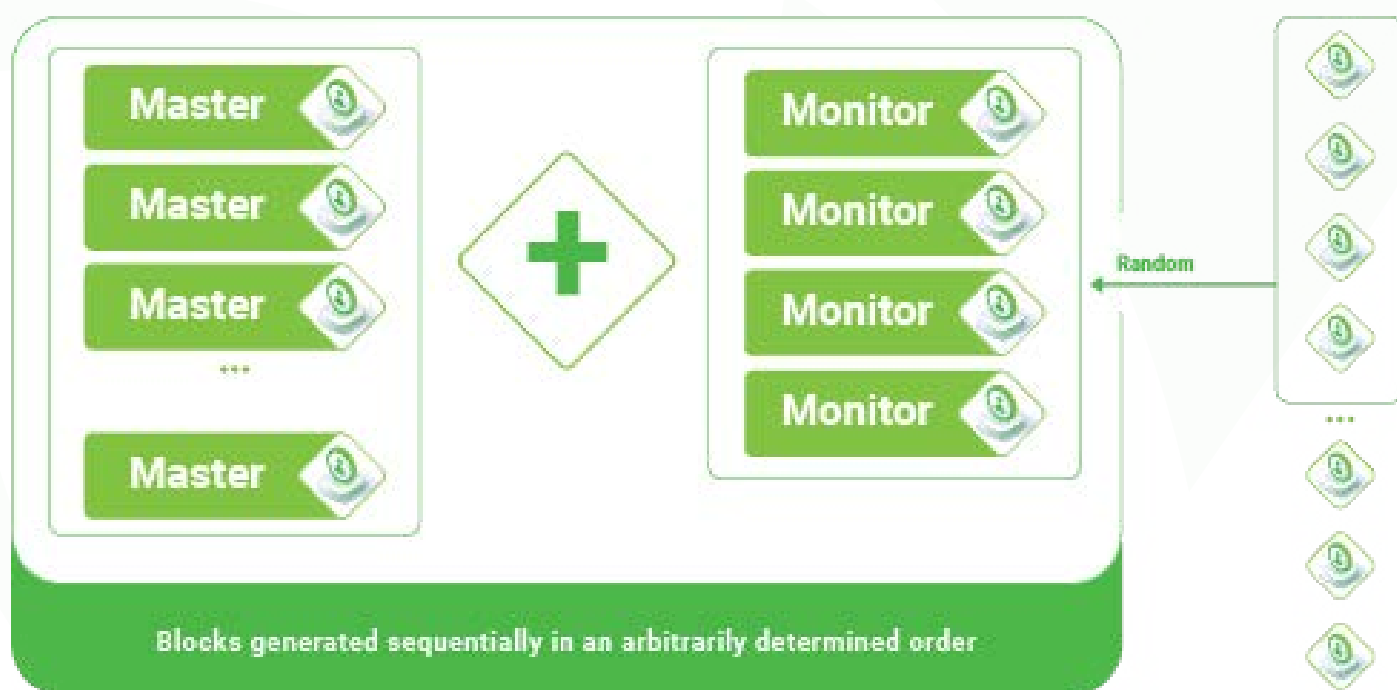 Master
Master
Master
...
Master
Monitor
Monitor
Monitor
Monitor
Random
...
Blocks generated sequentially in an arbitrarily determined order